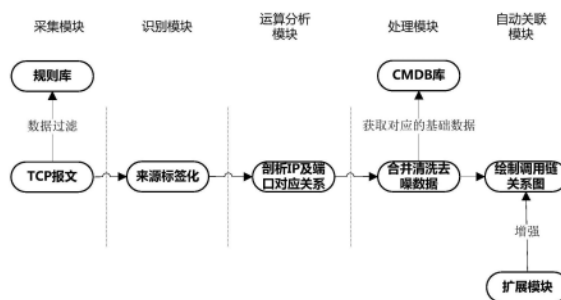 采集模块
识别模块
运算分析
模块
处理模块
自动关联
模块
规则库
CMDB库
数据过滤
获取对应的基础数据
TCP报文
来源标签化
剖析IP及端
口对应关系
合并清洗去
噪数据
绘制调用链
关系图
增强
扩展模块